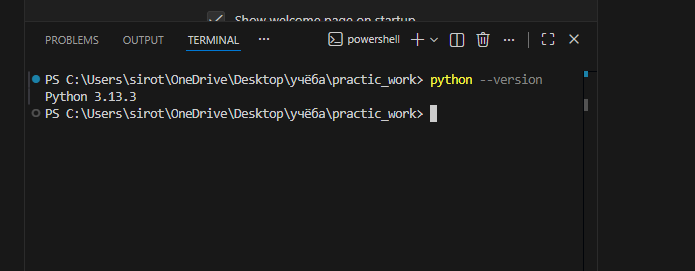 Show welcome page on startup
PROBLEMS OUTPUT TERMINAL ··· powershell ···
PS C:\Users\sirot\OneDrive\Desktop\учёба\practic_work> python --version
Python 3.13.3
PS C:\Users\sirot\OneDrive\Desktop\учёба\practic_work>